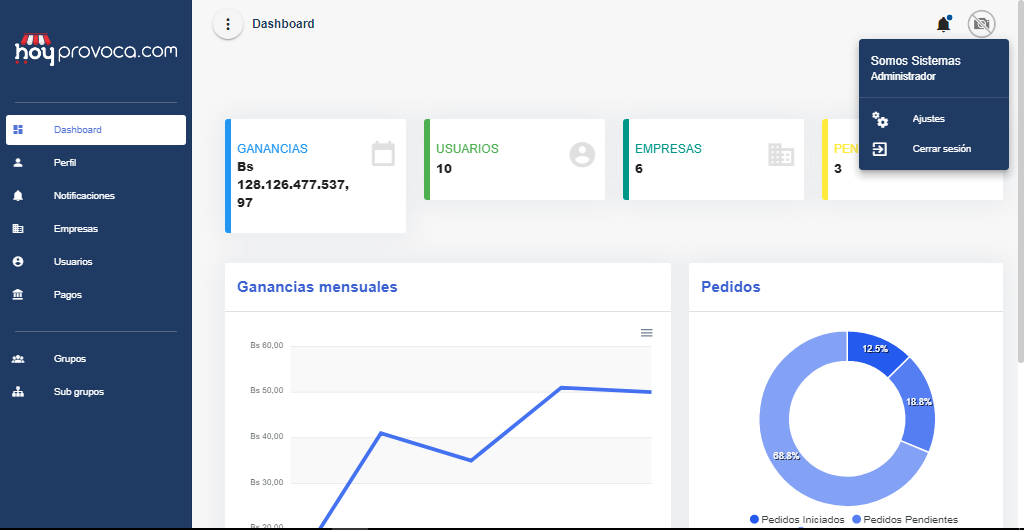 hoyprovoca.com
Dashboard
Perfil
Notificaciones
Empresas
Usuarios
Pagos
Grupos
Sub grupos
Dashboard
Somos Sistemas
Administrador
Ajustes
Cerrar sesión
GANANCIAS
Bs
128.126.477.537,
97
USUARIOS
10
EMPRESAS
6
PEN
3
Ganancias mensuales
Bs 60,00
Bs 50,00
Bs 40,00
Bs 30,00
Bs 20,00
Pedidos
12.5%
18.8%
68.8%
Pedidos Iniciados Pedidos Pendientes